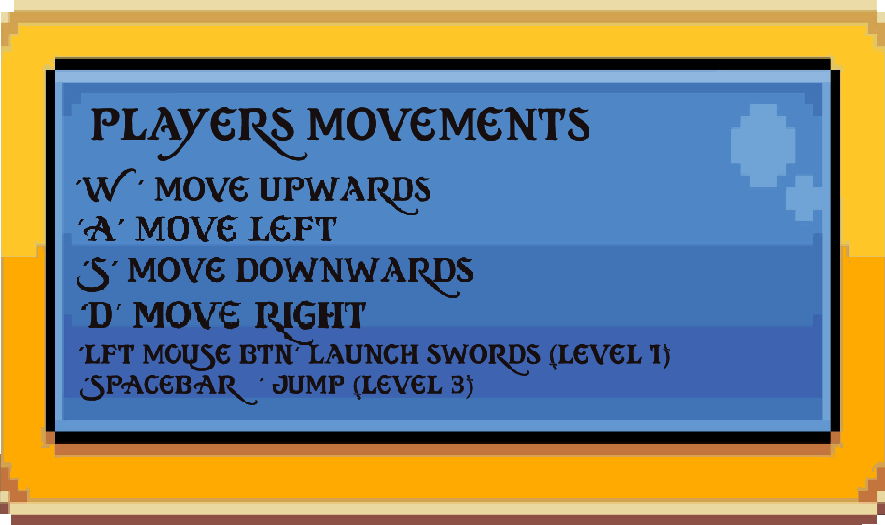 PLAYERS MOVEMENTS
'W ' MOVE UPWARDS
'A' MOVE LEFT
'S' MOVE DOWNWARDS
'D' MOVE RIGHT
'LFT MOUSE BTN' LAUNCH SWORDS (LEVEL 1)
'SPACEBAR ' JUMP (LEVEL 3)